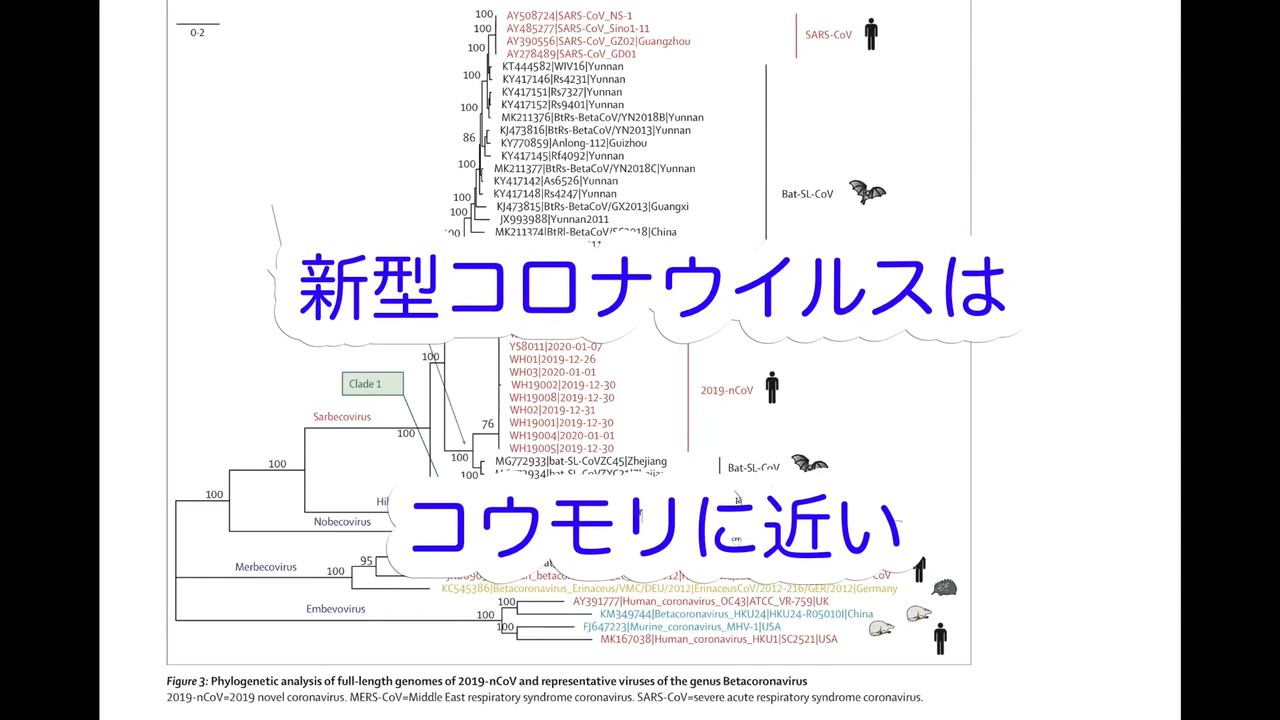 0-2
100
AY508724|SARS-CoV_NS-1
100
AY485277|SARS-CoV_Sino1-11
AY390556|SARS-CoV_GZ02|Guangzhou
SARS-CoV
100
AY278489|SARS-CoV_GD01
KT444582|WIV16|Yunnan
100
KY417146|Rs4231|Yunnan
KY417151|Rs7327|Yunnan
100
KY417152|Rs9401|Yunnan
MK211376|BtRs-BetaCoV/YN2018B|Yunnan
KJ473816|BtRs-BetaCoV/YN2013|Yunnan
86
KY770859|Anlong-112|Guizhou
KY417145|Rf4092|Yunnan
100
MK211377|BtRs-BetaCoV/YN2018C|Yunnan
KY417142|As6526|Yunnan
100
KY417148|Rs4247|Yunnan
Bat-SL-CoV
100
KJ473815|BtRs-BetaCoV/GX2013|Guangxi
JX993988|Yunnan2011
MK211374|BtRl-BetaCoV/SC2018|China
新型コロナウイルスは
YS8011|2020-01-07
100
WH01|2019-12-26
WH03|2020-01-01
Clade 1
WH19002|2019-12-30
2019-nCoV
WH19008|2019-12-30
WH02|2019-12-31
Sarbecovirus
76
WH19001|2019-12-30
100
WH19004|2020-01-01
WH19005|2019-12-30
100
100
MG772933|bat-SL-CoVZC45|Zhejiang
Bat-SL-CoV
100
100
コウモリに近い
Nobecovirus
95
Merbecovirus
100
KC545386|Betacoronavirus_Erinaceus/VMC/DEU/2012|ErinaceusCoV/2012-216/GER/2012|Germany
Embevovirus
100
AY391777|Human_coronavirus_OC43|ATCC_VR-759|UK
100
KM349744|Betacoronavirus_HKU24|HKU24-R05010I|China
100
FJ647223|Murine_coronavirus_MHV-1|USA
MK167038|Human_coronavirus_HKU1|SC2521|USA
Figure 3: Phylogenetic analysis of full-length genomes of 2019-nCoV and representative viruses of the genus Betacoronavirus
2019-nCoV=2019 novel coronavirus. MERS-CoV=Middle East respiratory syndrome coronavirus. SARS-CoV=severe acute respiratory syndrome coronavirus.